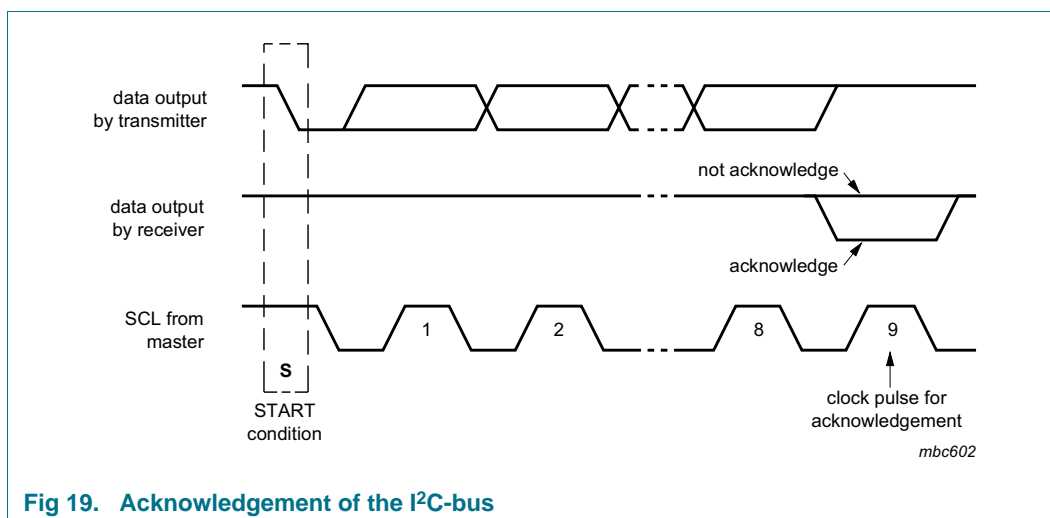 data output
by transmitter
not acknowledge
data output
by receiver
acknowledge
SCL from
master
1
2
8
9
S
START
condition
clock pulse for
acknowledgement
mbc602
Fig 19. Acknowledgement of the I²C-bus